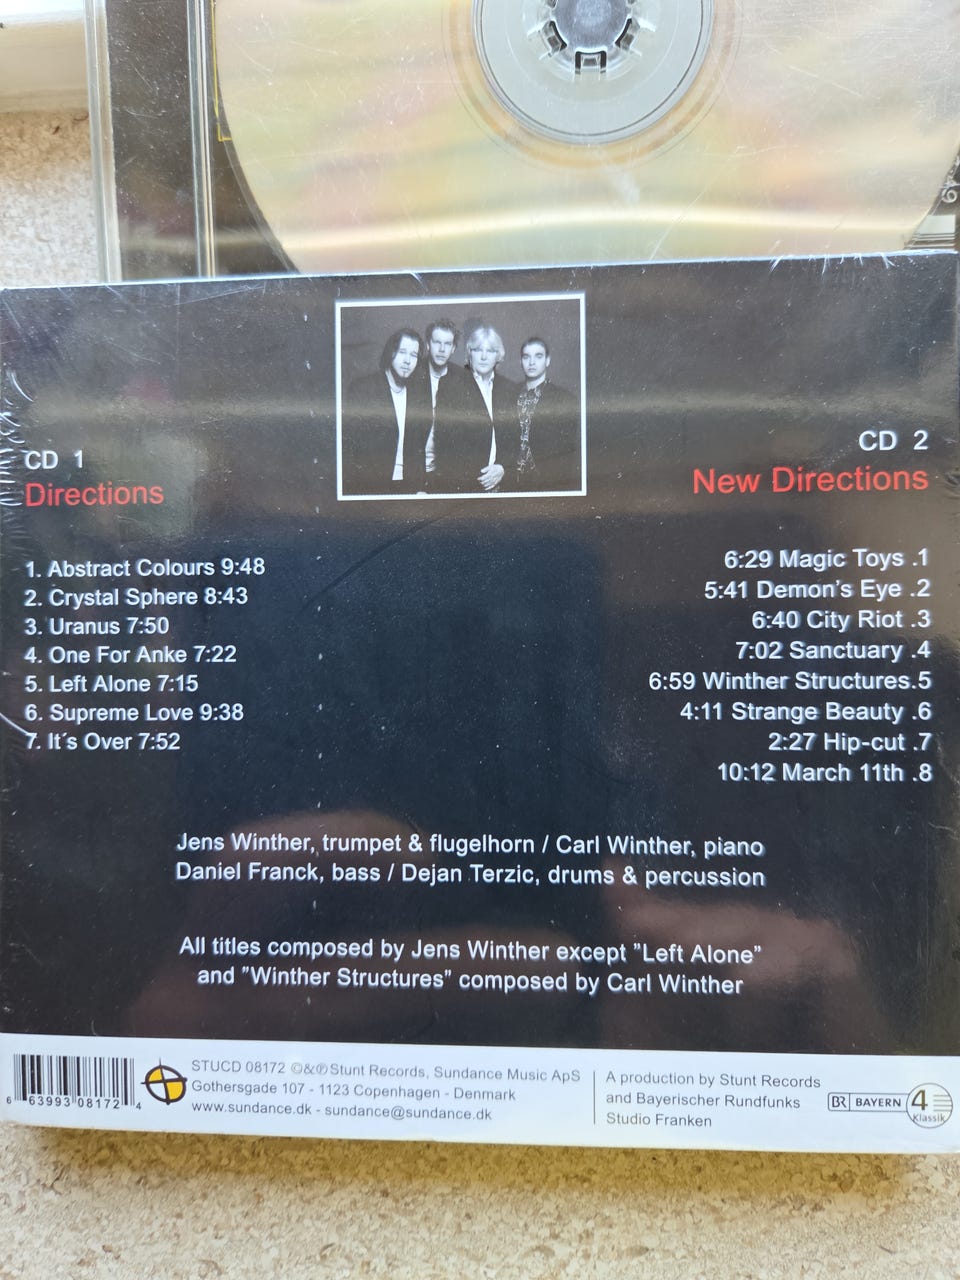 CD 1
Directions
1. Abstract Colours 9:48
2. Crystal Sphere 8:43
3. Uranus 7:50
4. One For Anke 7:22
5. Left Alone 7:15
6. Supreme Love 9:38
7. It´s Over 7:52
CD 2
New Directions
6:29 Magic Toys .1
5:41 Demon's Eye .2
6:40 City Riot .3
7:02 Sanctuary .4
6:59 Winther Structures.5
4:11 Strange Beauty .6
2:27 Hip-cut .7
10:12 March 11th .8
Jens Winther, trumpet & flugelhorn / Carl Winther, piano
Daniel Franck, bass / Dejan Terzic, drums & percussion
All titles composed by Jens Winther except "Left Alone"
and "Winther Structures" composed by Carl Winther
6 63993 08172 4
STUCD 08172 ©&℗ Stunt Records, Sundance Music ApS
Gothersgade 107 - 1123 Copenhagen - Denmark
www.sundance.dk - sundance@sundance.dk
A production by Stunt Records
and Bayerischer Rundfunks
Studio Franken
BR BAYERN 4
Klassik